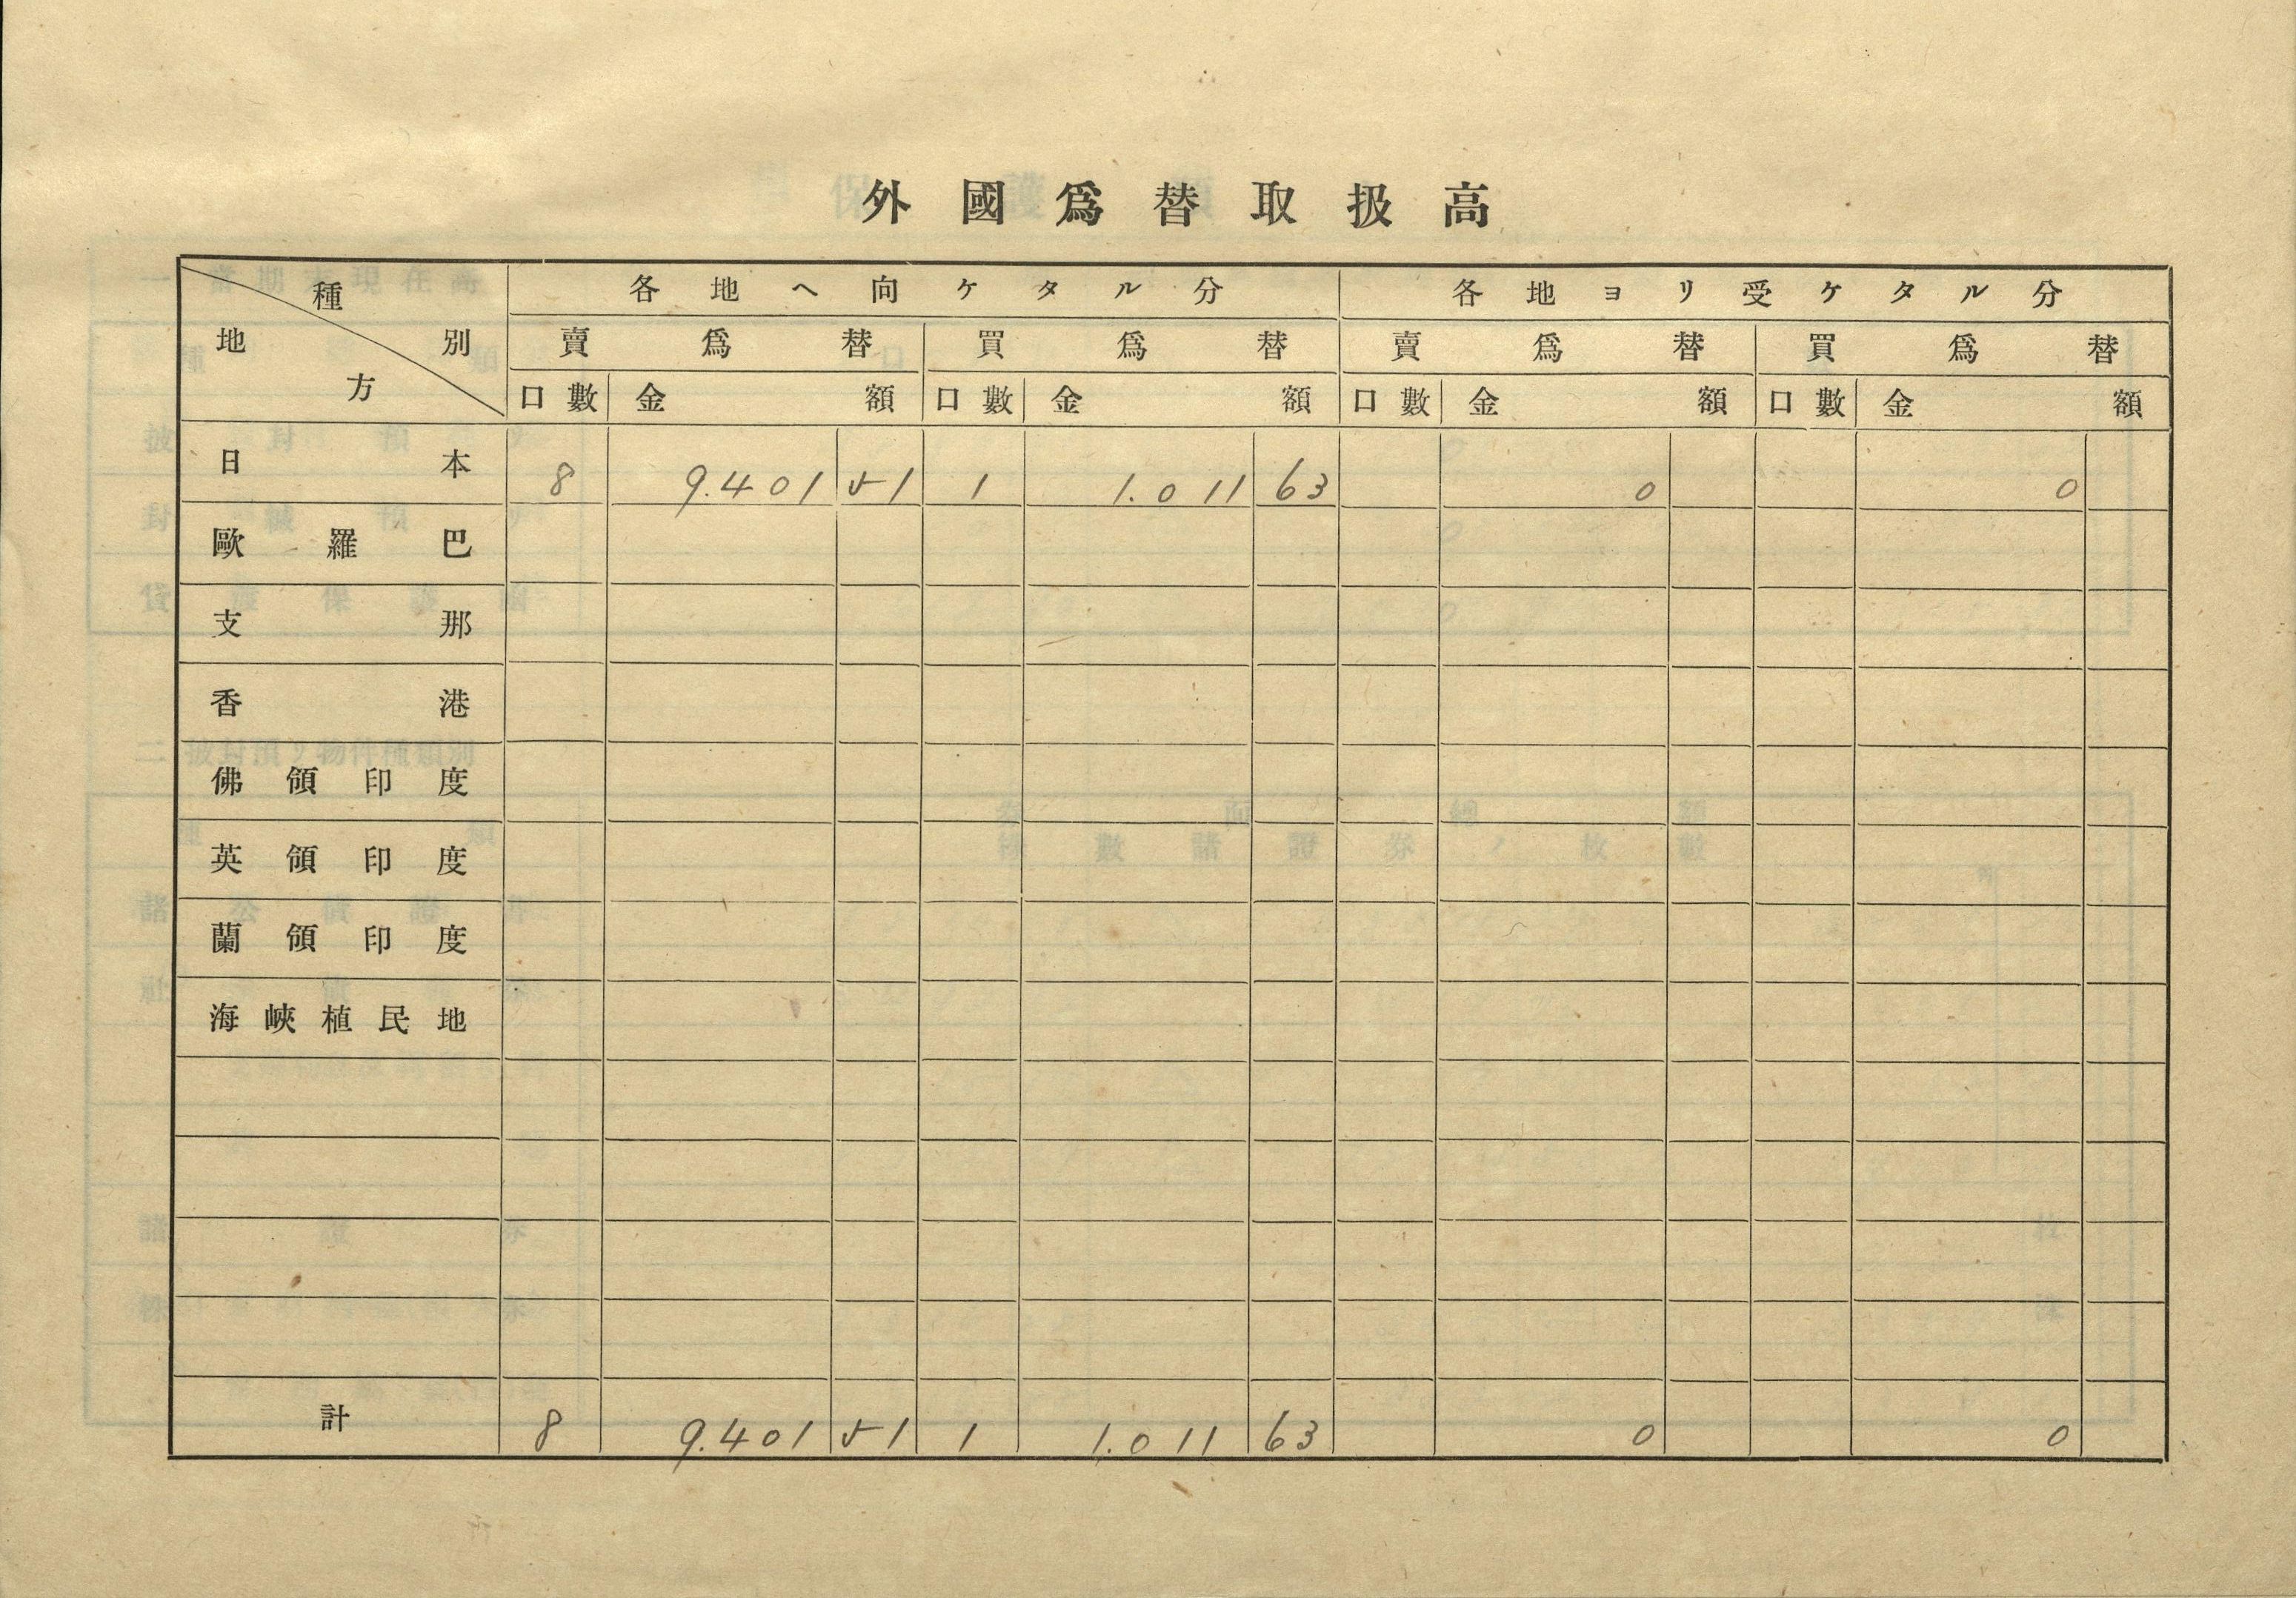 外國爲替取扱高
種別 地方 各地ヘ向ケタル分 各地ヨリ受ケタル分
賣爲替 買爲替 賣爲替 買爲替
口數 金額 口數 金額 口數 金額 口數 金額
日本 8 9.401 51 1 1.011 63 0 0
歐羅巴
支那
香港
佛領印度
英領印度
蘭領印度
海峽植民地
計 8 9.401 51 1 1.011 63 0 0